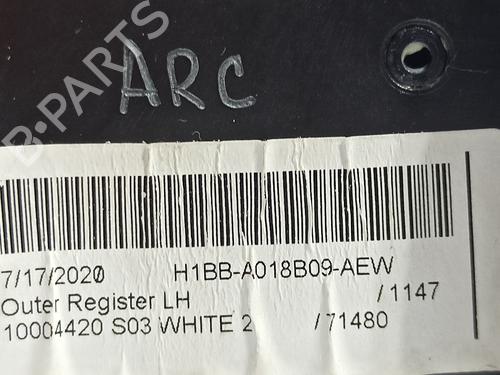 ARC
B-PARTS
7/17/2020 H1BB-A018B09-AEW
Outer Register LH /1147
10004420 S03 WHITE 2 /71480